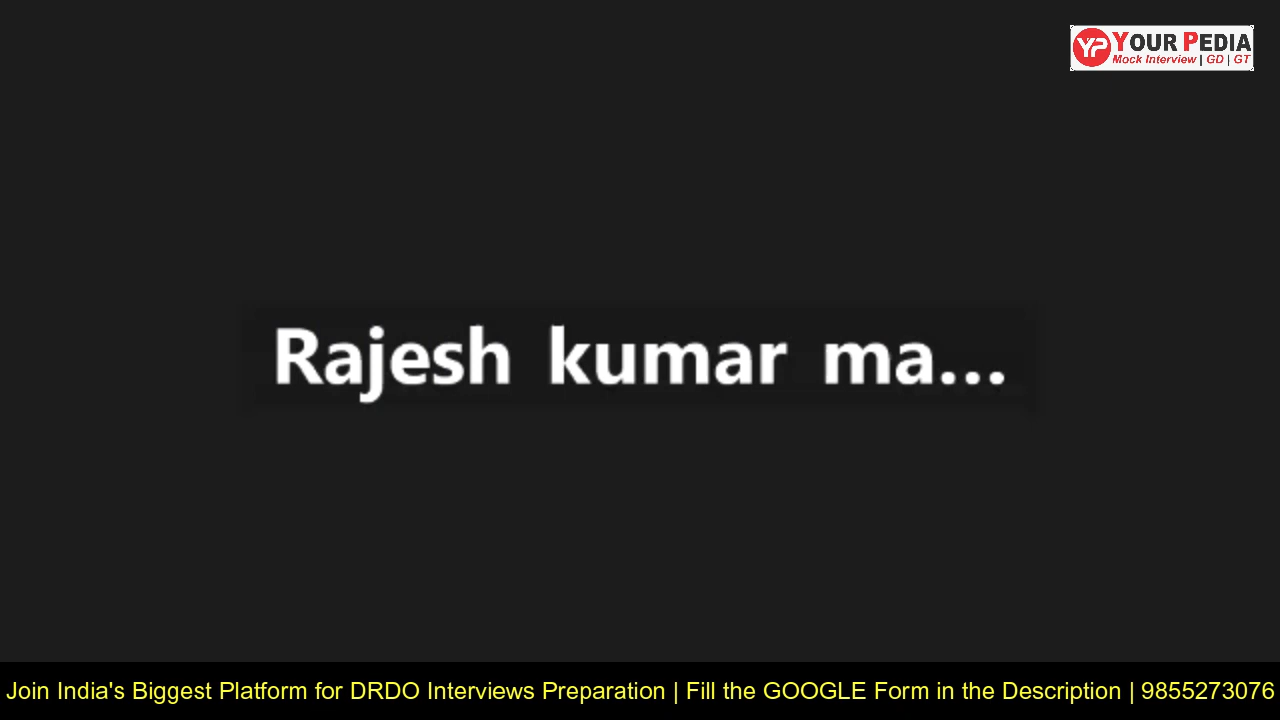 YP YOUR PEDIA
Mock Interview | GD | GT
Rajesh kumar ma...
Join India's Biggest Platform for DRDO Interviews Preparation | Fill the GOOGLE Form in the Description | 9855273076